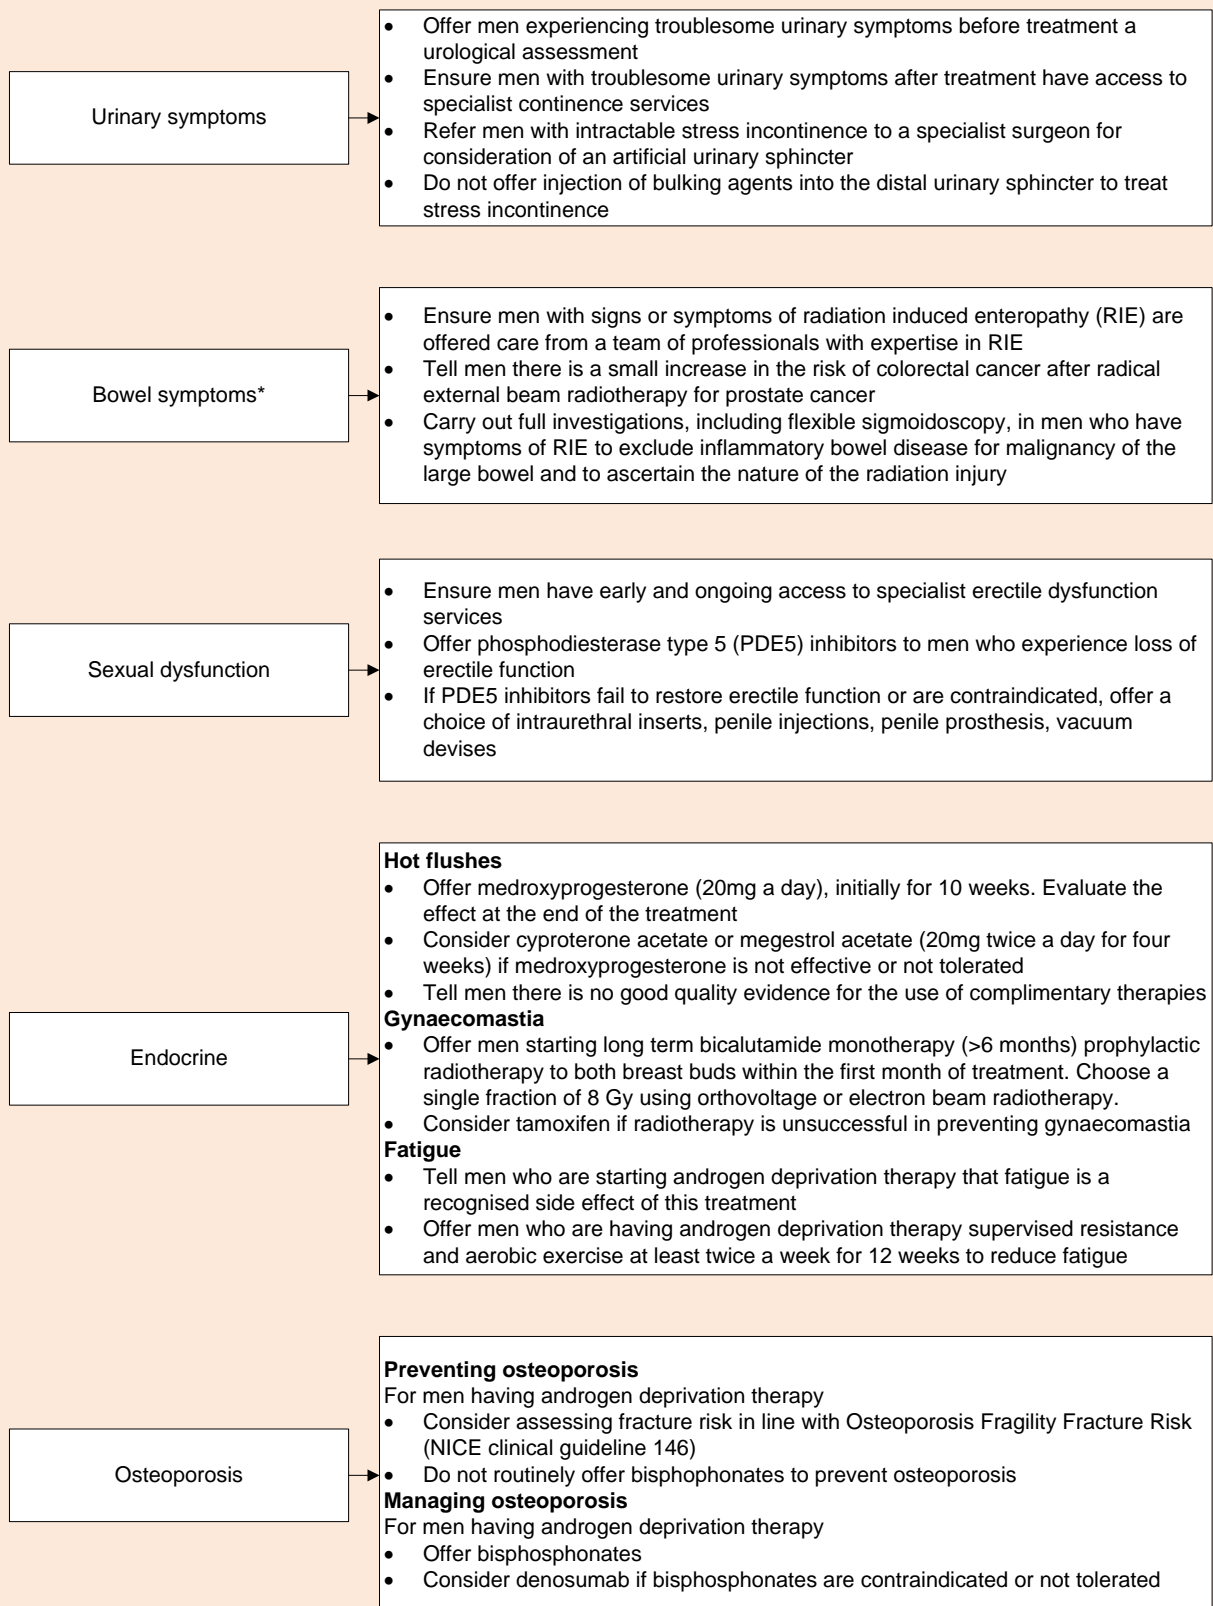 Urinary symptoms
• Offer men experiencing troublesome urinary symptoms before treatment a
urological assessment
• Ensure men with troublesome urinary symptoms after treatment have access to
specialist continence services
• Refer men with intractable stress incontinence to a specialist surgeon for
consideration of an artificial urinary sphincter
• Do not offer injection of bulking agents into the distal urinary sphincter to treat
stress incontinence
Bowel symptoms*
• Ensure men with signs or symptoms of radiation induced enteropathy (RIE) are
offered care from a team of professionals with expertise in RIE
• Tell men there is a small increase in the risk of colorectal cancer after radical
external beam radiotherapy for prostate cancer
• Carry out full investigations, including flexible sigmoidoscopy, in men who have
symptoms of RIE to exclude inflammatory bowel disease for malignancy of the
large bowel and to ascertain the nature of the radiation injury
Sexual dysfunction
• Ensure men have early and ongoing access to specialist erectile dysfunction
services
• Offer phosphodiesterase type 5 (PDE5) inhibitors to men who experience loss of
erectile function
• If PDE5 inhibitors fail to restore erectile function or are contraindicated, offer a
choice of intraurethral inserts, penile injections, penile prosthesis, vacuum
devises
Endocrine
Hot flushes
• Offer medroxyprogesterone (20mg a day), initially for 10 weeks. Evaluate the
effect at the end of the treatment
• Consider cyproterone acetate or megestrol acetate (20mg twice a day for four
weeks) if medroxyprogesterone is not effective or not tolerated
• Tell men there is no good quality evidence for the use of complimentary therapies
Gynaecomastia
• Offer men starting long term bicalutamide monotherapy (>6 months) prophylactic
radiotherapy to both breast buds within the first month of treatment. Choose a
single fraction of 8 Gy using orthovoltage or electron beam radiotherapy.
• Consider tamoxifen if radiotherapy is unsuccessful in preventing gynaecomastia
Fatigue
• Tell men who are starting androgen deprivation therapy that fatigue is a
recognised side effect of this treatment
• Offer men who are having androgen deprivation therapy supervised resistance
and aerobic exercise at least twice a week for 12 weeks to reduce fatigue
Osteoporosis
Preventing osteoporosis
For men having androgen deprivation therapy
• Consider assessing fracture risk in line with Osteoporosis Fragility Fracture Risk
(NICE clinical guideline 146)
• Do not routinely offer bisphophonates to prevent osteoporosis
Managing osteoporosis
For men having androgen deprivation therapy
• Offer bisphosphonates
• Consider denosumab if bisphosphonates are contraindicated or not tolerated